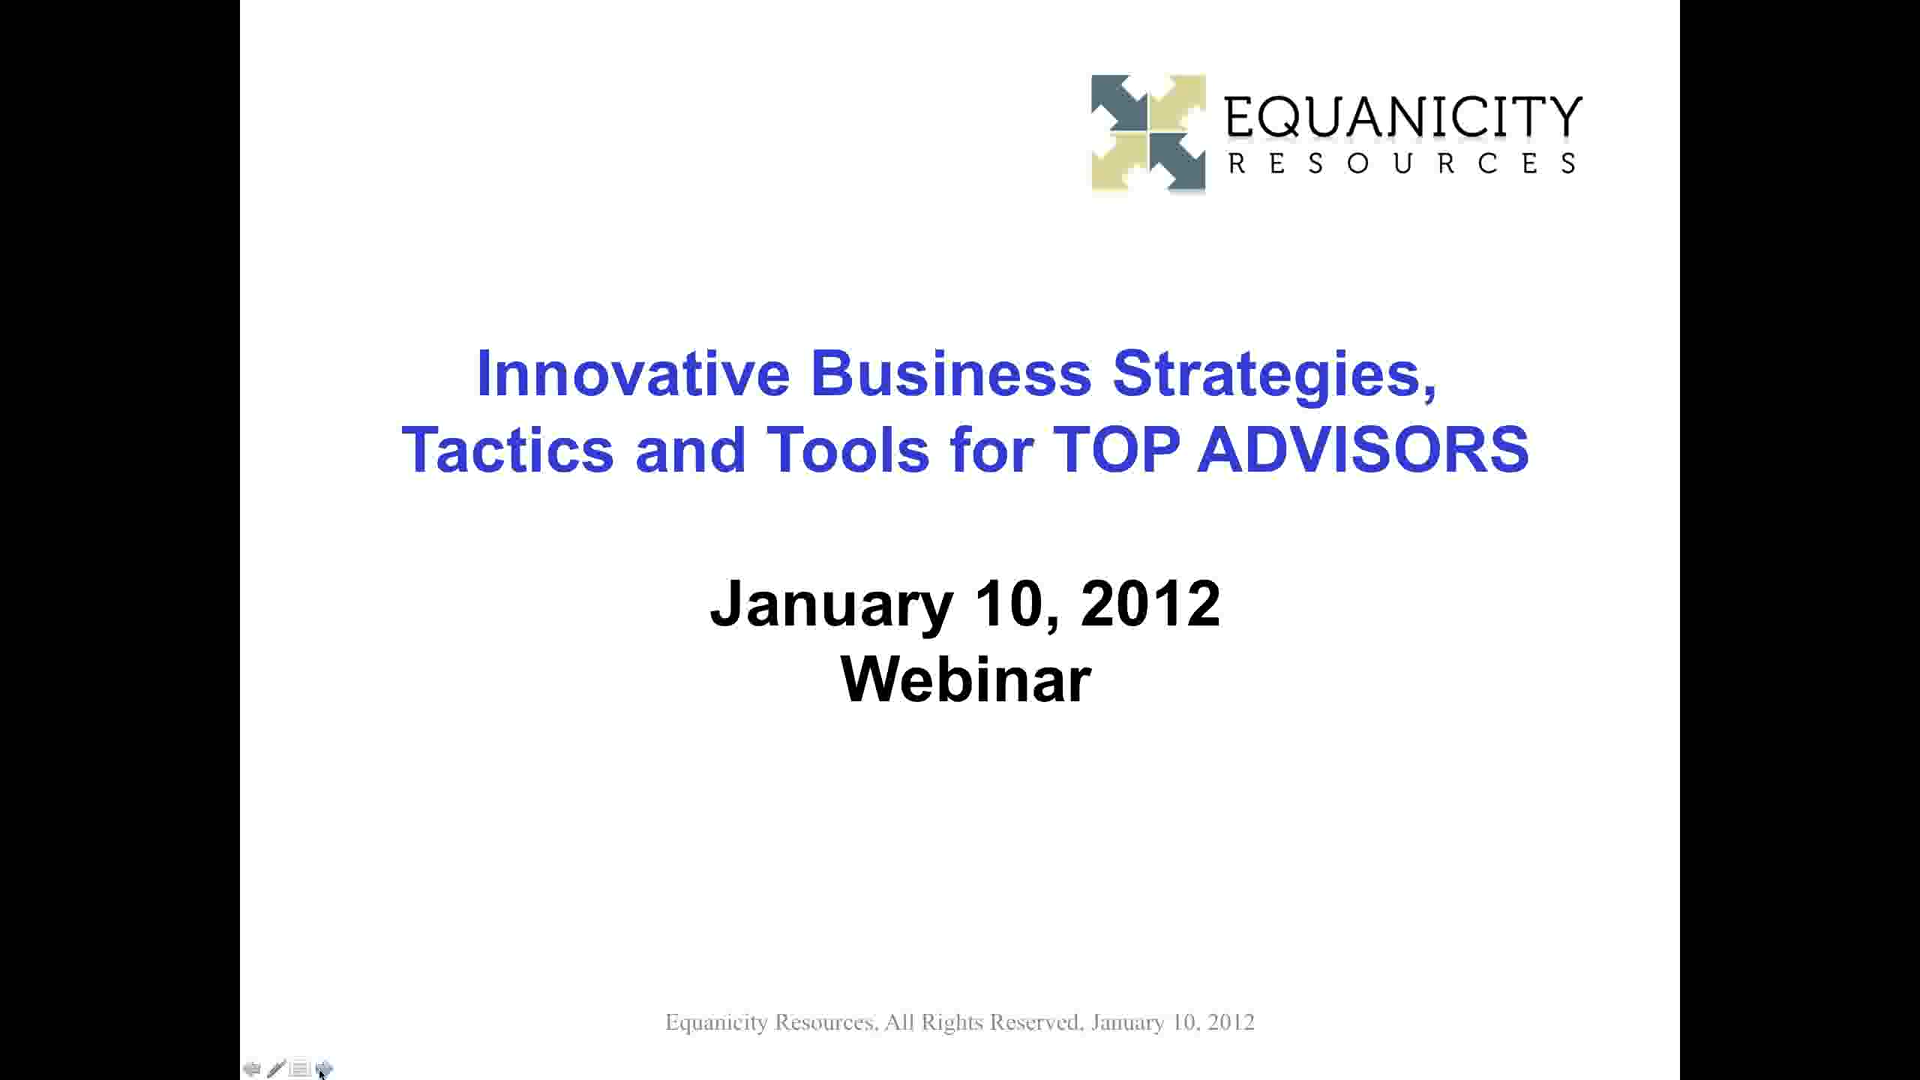 EQUANICITY
RESOURCES
Innovative Business Strategies,
Tactics and Tools for TOP ADVISORS
January 10, 2012
Webinar
Equanicity Resources, All Rights Reserved, January 10, 2012